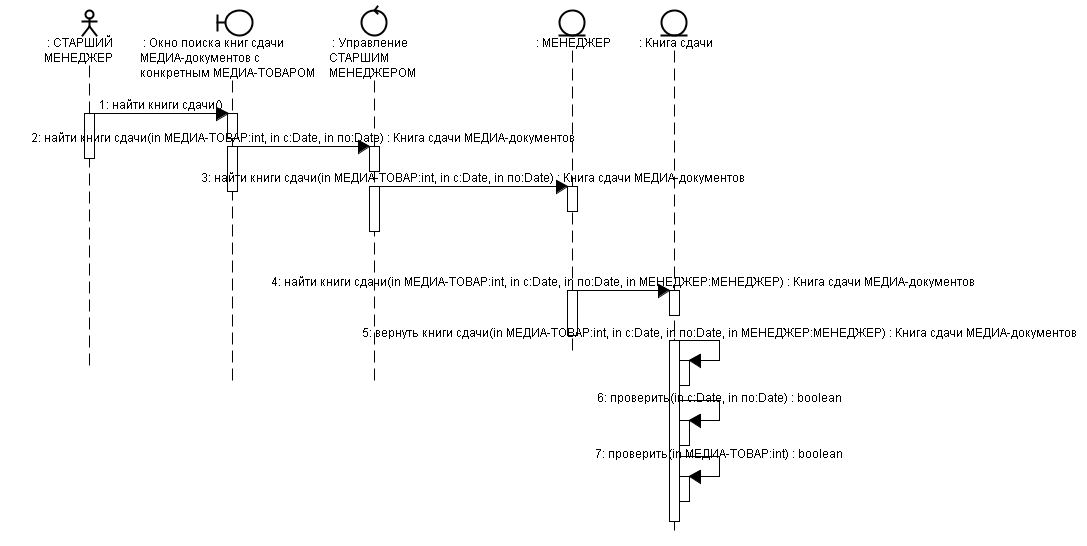 : СТАРШИЙ
МЕНЕДЖЕР
: Окно поиска книг сдачи
МЕДИА-документов с
конкретным МЕДИА-ТОВАРОМ
: Управление
СТАРШИМ
МЕНЕДЖЕРОМ
: МЕНЕДЖЕР
: Книга сдачи
1: найти книги сдачи()
2: найти книги сдачи(in МЕДИА-ТОВАР:int, in с:Date, in по:Date) : Книга сдачи МЕДИА-документов
3: найти книги сдачи(in МЕДИА-ТОВАР:int, in с:Date, in по:Date) : Книга сдачи МЕДИА-документов
4: найти книги сдачи(in МЕДИА-ТОВАР:int, in с:Date, in по:Date, in МЕНЕДЖЕР:МЕНЕДЖЕР) : Книга сдачи МЕДИА-документов
5: вернуть книги сдачи(in МЕДИА-ТОВАР:int, in с:Date, in по:Date, in МЕНЕДЖЕР:МЕНЕДЖЕР) : Книга сдачи МЕДИА-документов
6: проверить(in с:Date, in по:Date) : boolean
7: проверить(in МЕДИА-ТОВАР:int) : boolean